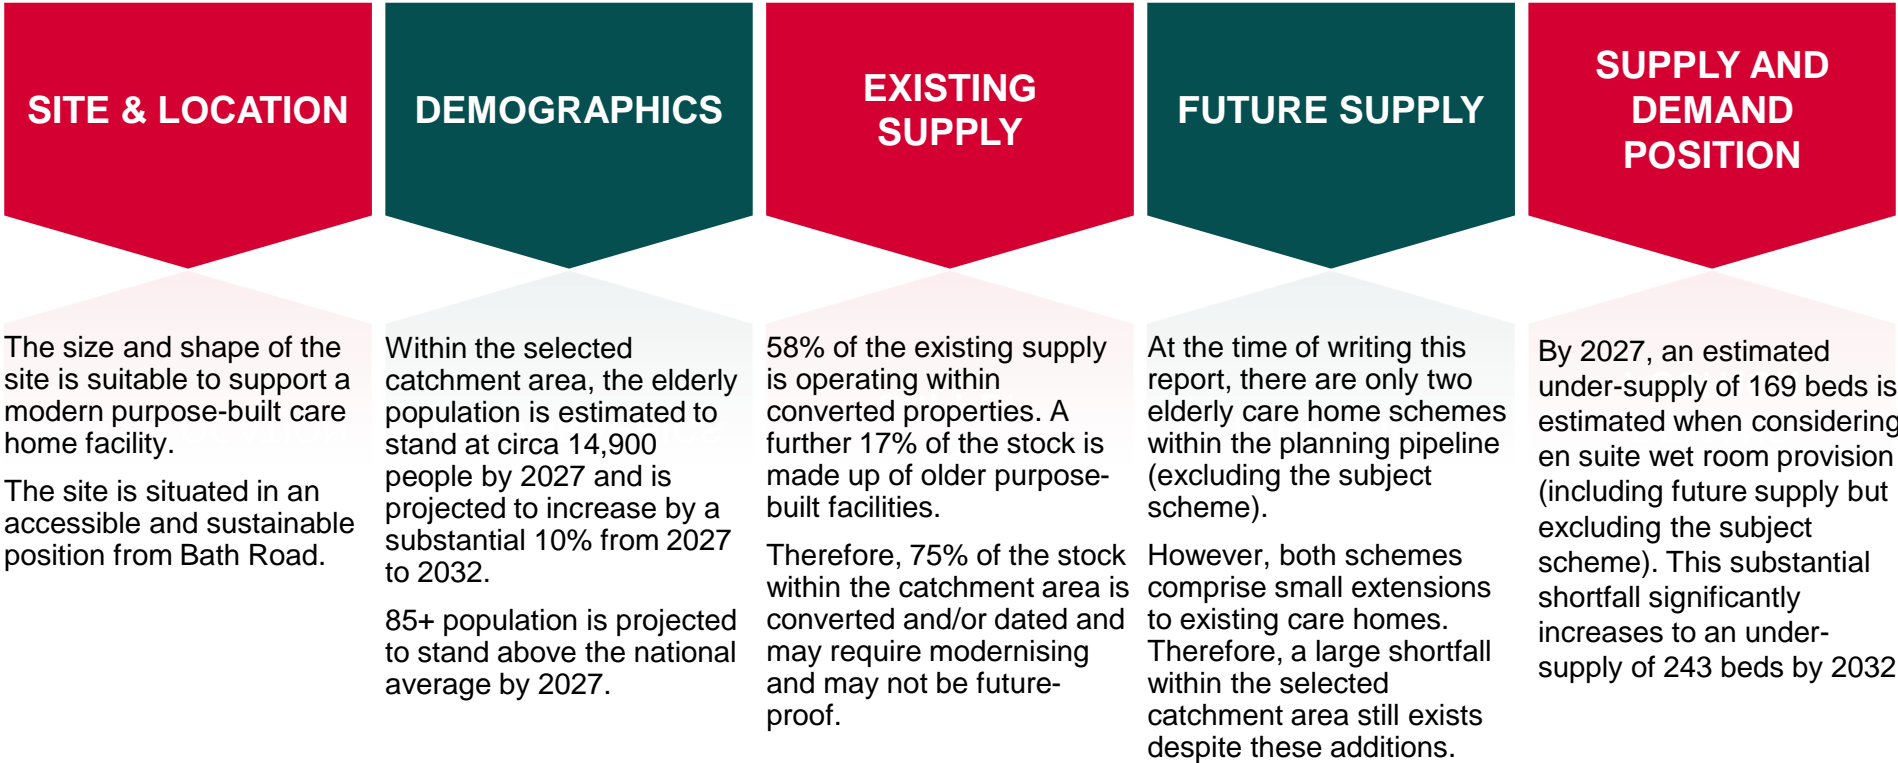 SITE & LOCATION
The size and shape of the
site is suitable to support a
modern purpose-built care
home facility.
The site is situated in an
accessible and sustainable
position from Bath Road.
DEMOGRAPHICS
Within the selected
catchment area, the elderly
population is estimated to
stand at circa 14,900
people by 2027 and is
projected to increase by a
substantial 10% from 2027
to 2032.
85+ population is projected
to stand above the national
average by 2027.
EXISTING
SUPPLY
58% of the existing supply
is operating within
converted properties. A
further 17% of the stock is
made up of older purpose-
built facilities.
Therefore, 75% of the stock
within the catchment area is
converted and/or dated and
may require modernising
and may not be future-
proof.
FUTURE SUPPLY
At the time of writing this
report, there are only two
elderly care home schemes
within the planning pipeline
(excluding the subject
scheme).
However, both schemes
comprise small extensions
to existing care homes.
Therefore, a large shortfall
within the selected
catchment area still exists
despite these additions.
SUPPLY AND
DEMAND
POSITION
By 2027, an estimated
under-supply of 169 beds is
estimated when considering
en suite wet room provision
(including future supply but
excluding the subject
scheme). This substantial
shortfall significantly
increases to an under-
supply of 243 beds by 2032